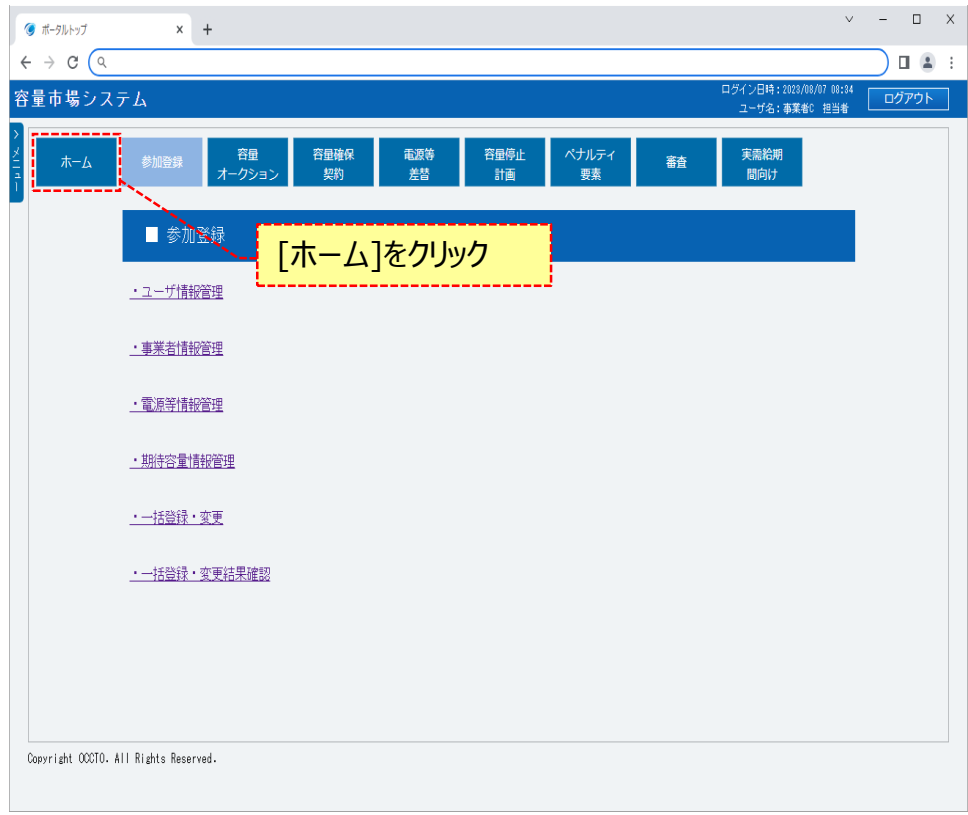 ポータルトップ
容量市場システム
ログイン日時:2023/08/07 08:34
ユーザ名:事業者C 担当者
ログアウト
メニュー
ホーム
参加登録
容量
オークション
容量確保
契約
電源等
差替
容量停止
計画
ペナルティ
要素
審査
実需給期
間向け
■ 参加登録
[ホーム]をクリック
・ユーザ情報管理
・事業者情報管理
・電源等情報管理
・期待容量情報管理
・一括登録・変更
・一括登録・変更結果確認
Copyright OCCTO. All Rights Reserved.